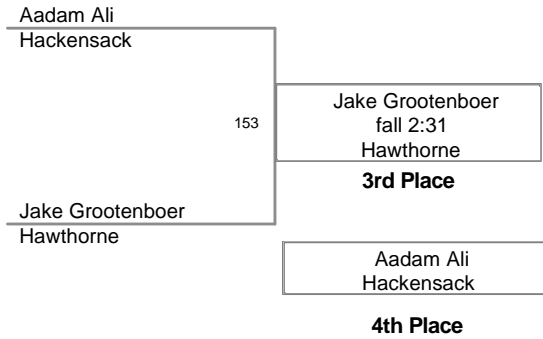 Aadam Ali
Hackensack
153
Jake Grootenboer
fall 2:31
Hawthorne
3rd Place
Jake Grootenboer
Hawthorne
Aadam Ali
Hackensack
4th Place